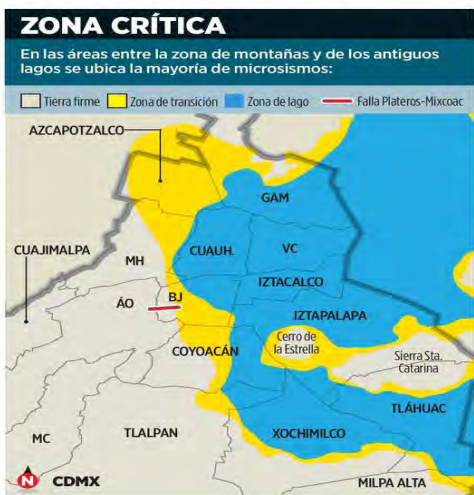 ZONA CRÍTICA
En las áreas entre la zona de montañas y de los antiguos
lagos se ubica la mayoría de microsismos:
Tierra firme
Zona de transición
Zona de lago
Falla Plateros-Mixcoac
AZCAPOTZALCO
GAM
CUAJIMALPA
MH
CUAUH.
VC
IZTACALCO
ÁO
BJ
IZTAPALAPA
Cerro de
la Estrella
COYOACÁN
Sierra Sta.
Catarina
TLÁHUAC
MC
TLALPAN
XOCHIMILCO
MILPA ALTA
N
CDMX